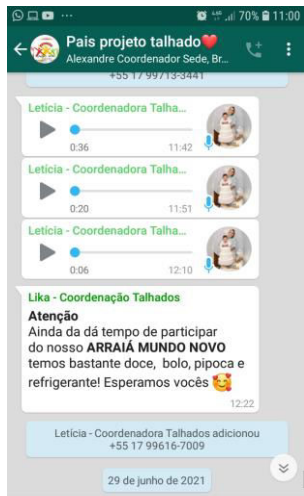 70% 11:00
Pais projeto talhado❤️
Alexandre Coordenador Sede, Br...
+55 17 99713-3441
Letícia - Coordenadora Talha...
0:36 11:42
Letícia - Coordenadora Talha...
0:20 11:51
Letícia - Coordenadora Talha...
0:06 12:10
Lika - Coordenação Talhados
Atenção
Ainda da dá tempo de participar
do nosso ARRAIÁ MUNDO NOVO
temos bastante doce, bolo, pipoca e
refrigerante! Esperamos vocês 🥰
12:22
Letícia - Coordenadora Talhados adicionou
+55 17 99616-7009
29 de junho de 2021